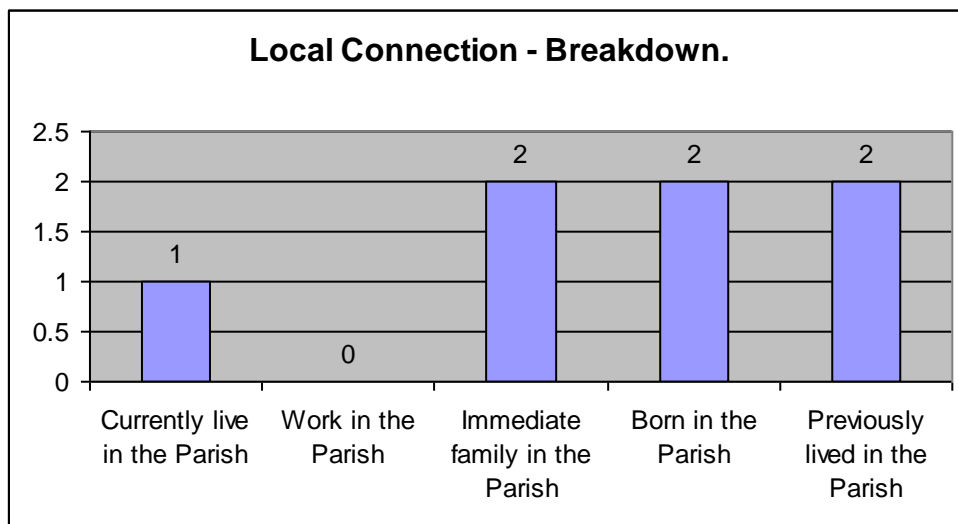 Local Connection - Breakdown.
2.5
2
1.5
1
0.5
0
1
0
2
2
2
Currently live
in the Parish
Work in the
Parish
Immediate
family in the
Parish
Born in the
Parish
Previously
lived in the
Parish